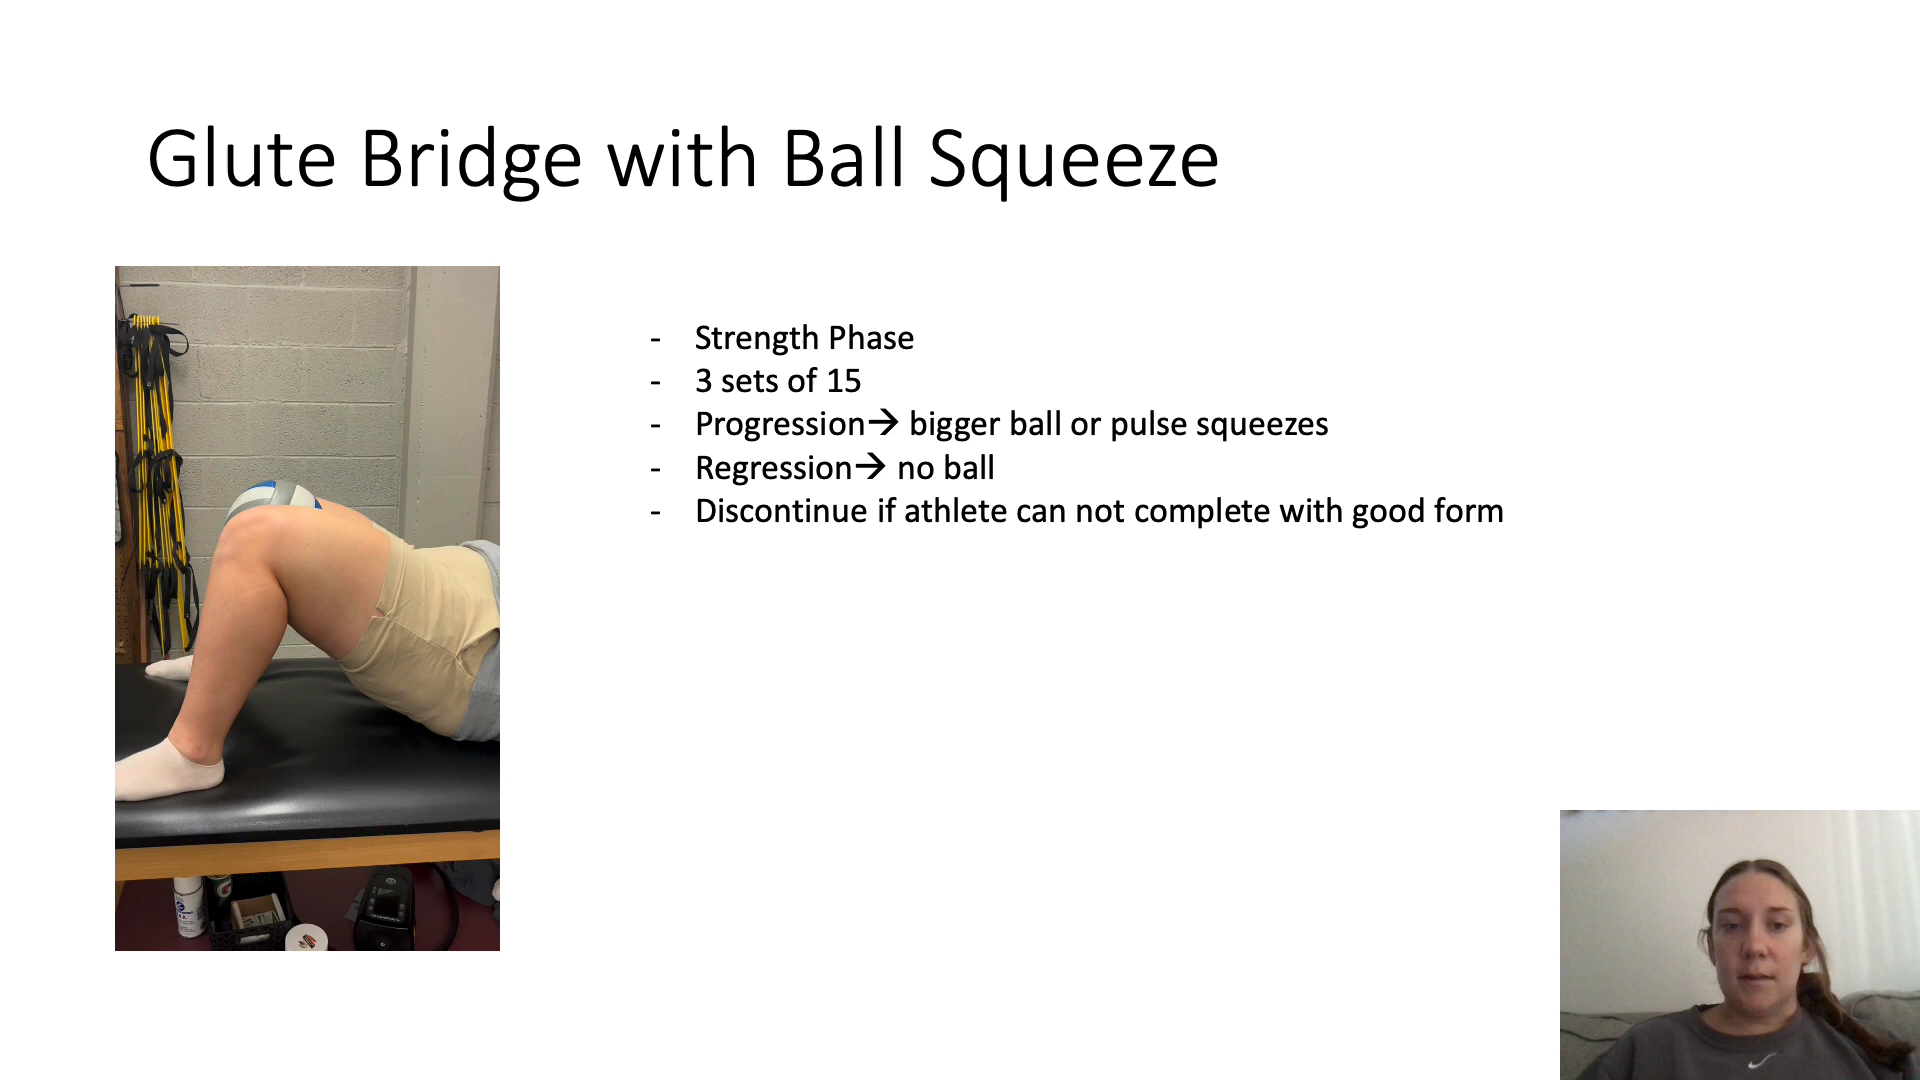 Glute Bridge with Ball Squeeze
- Strength Phase
- 3 sets of 15
- Progression→ bigger ball or pulse squeezes
- Regression→ no ball
- Discontinue if athlete can not complete with good form